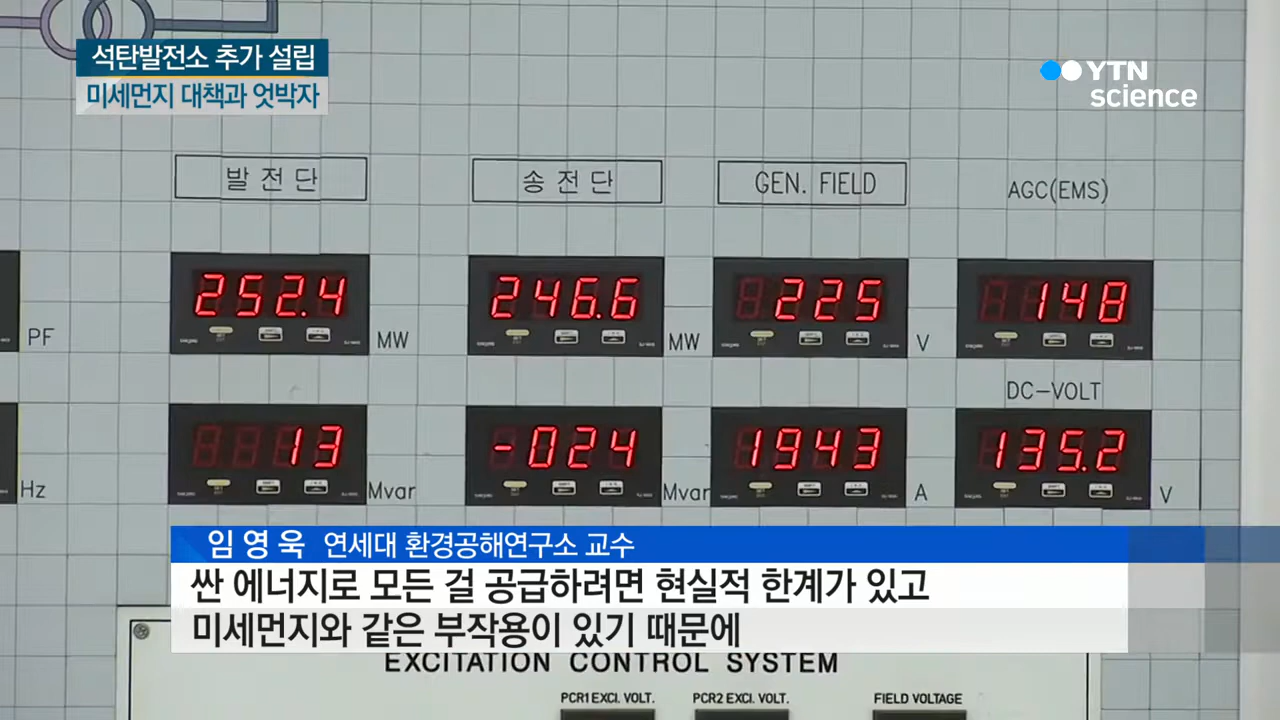 석탄발전소 추가 설립
미세먼지 대책과 엇박자
YTN
science
발전단
송전단
GEN. FIELD
AGC(EMS)
PF
252.4
MW
246.6
MW
225
V
148
DC-VOLT
Hz
13
Mvar
-024
Mvar
1943
A
135.2
V
임영욱 연세대 환경공해연구소 교수
싼 에너지로 모든 걸 공급하려면 현실적 한계가 있고
미세먼지와 같은 부작용이 있기 때문에
EXCITATION CONTROL SYSTEM
PCR1 EXCI. VOLT.
PCR2 EXCI. VOLT.
FIELD VOLTAGE